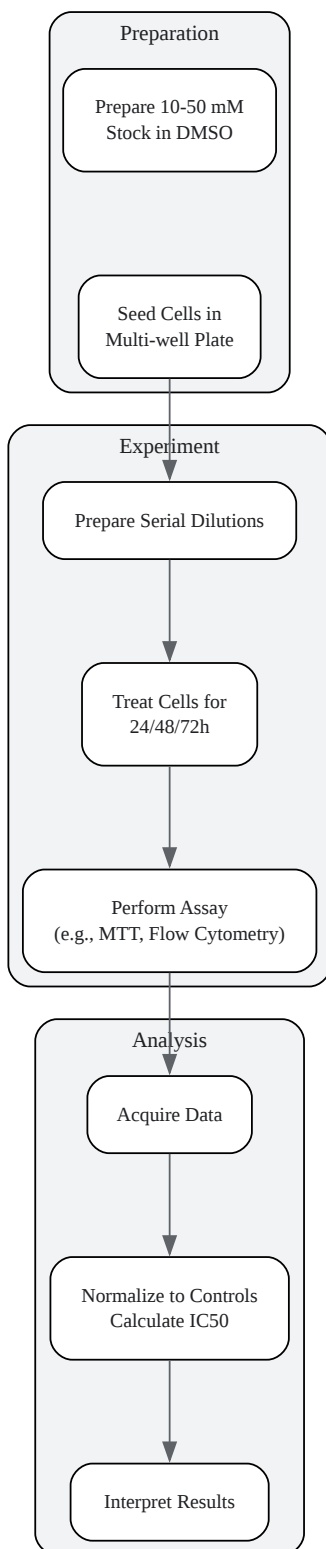 Preparation
Prepare 10-50 mM
Stock in DMSO
Seed Cells in
Multi-well Plate
Experiment
Prepare Serial Dilutions
Treat Cells for
24/48/72h
Perform Assay
(e.g., MTT, Flow Cytometry)
Analysis
Acquire Data
Normalize to Controls
Calculate IC50
Interpret Results